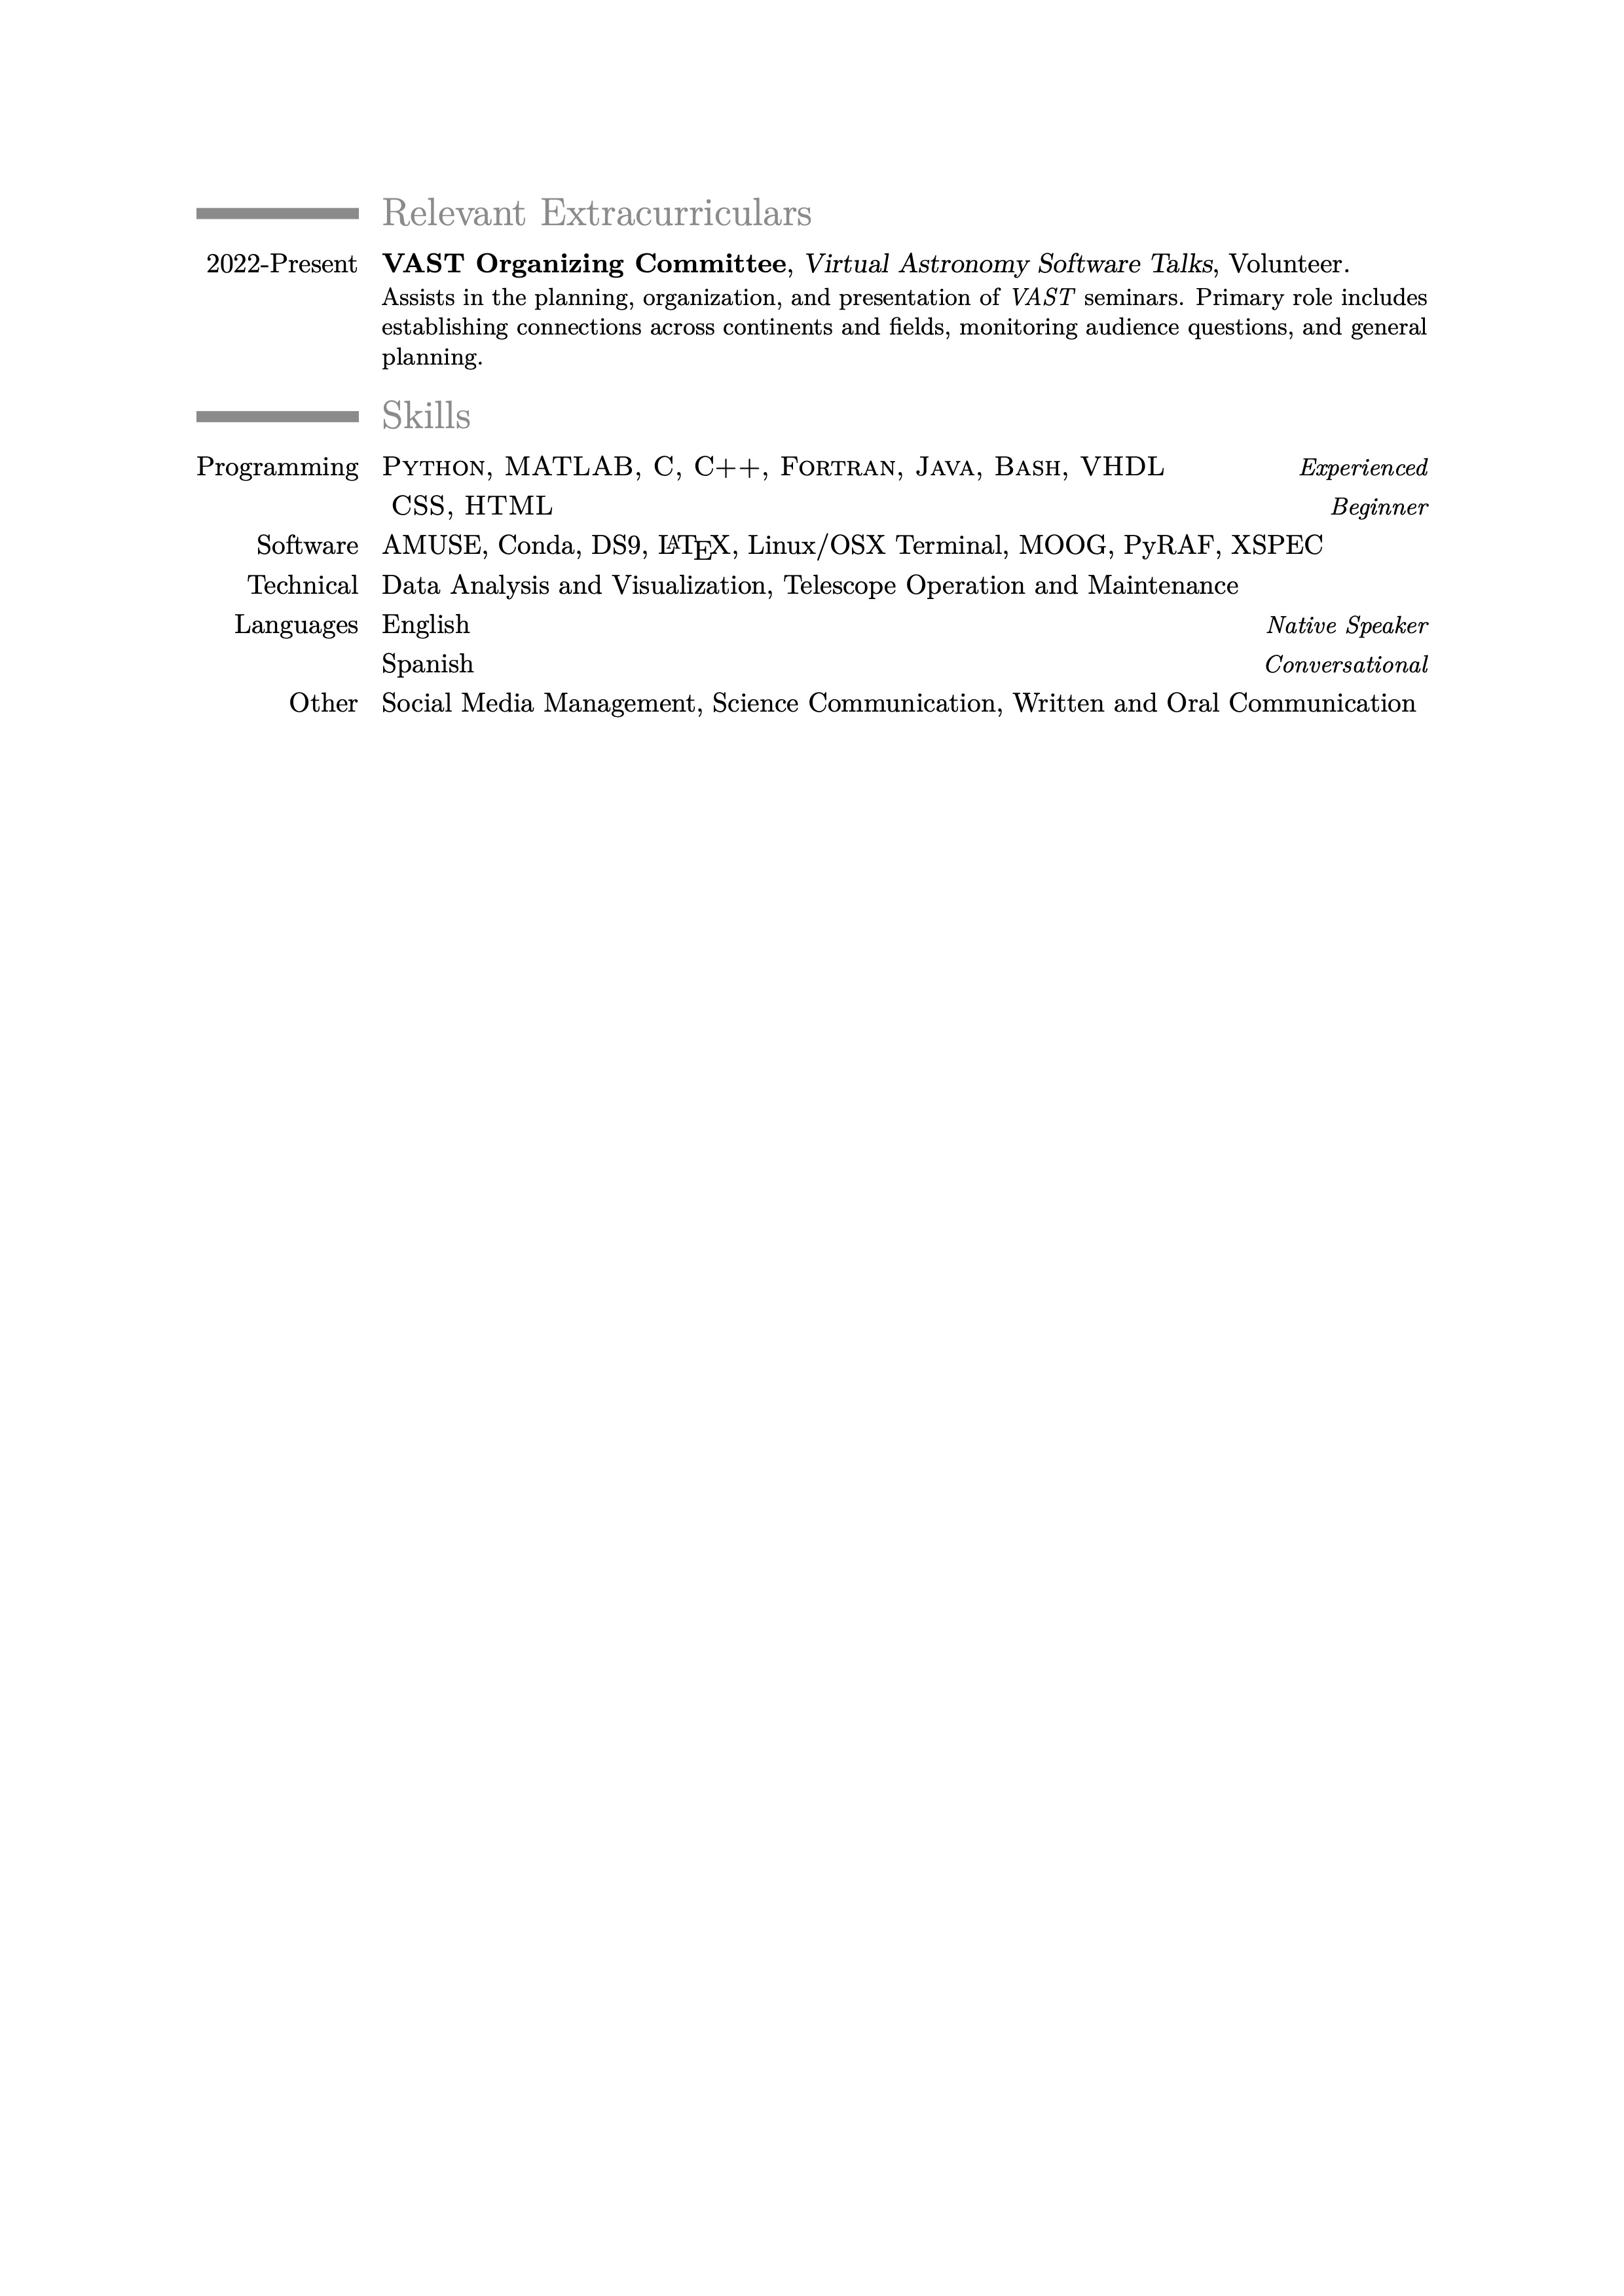 Relevant Extracurriculars
2022-Present VAST Organizing Committee, Virtual Astronomy Software Talks, Volunteer.
Assists in the planning, organization, and presentation of VAST seminars. Primary role includes
establishing connections across continents and fields, monitoring audience questions, and general
planning.
Skills
Programming PYTHON, MATLAB, C, C++, FORTRAN, JAVA, BASH, VHDL Experienced
CSS, HTML Beginner
Software AMUSE, Conda, DS9, LATEX, Linux/OSX Terminal, MOOG, PyRAF, XSPEC
Technical Data Analysis and Visualization, Telescope Operation and Maintenance
Languages English Native Speaker
Spanish Conversational
Other Social Media Management, Science Communication, Written and Oral Communication